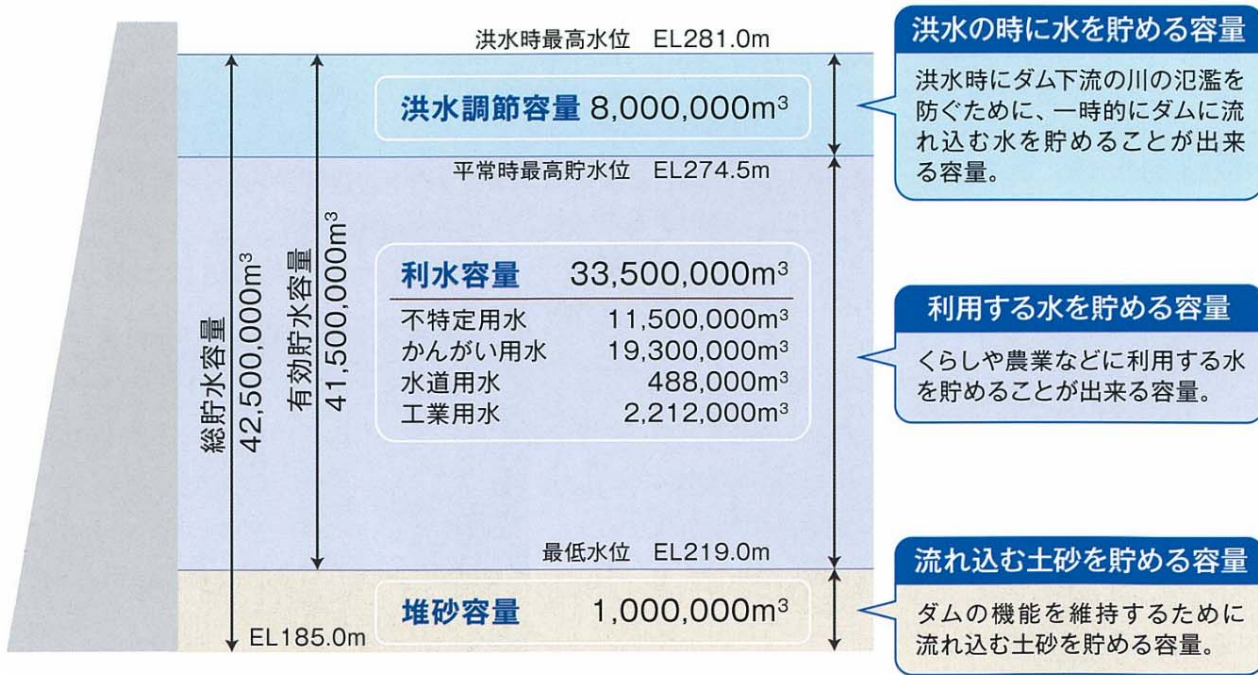 洪水時最高水位 EL281.0m
洪水調節容量 8,000,000m³
平常時最高貯水位 EL274.5m
総貯水容量
42,500,000m³
有効貯水容量
41,500,000m³
利水容量 33,500,000m³
不特定用水 11,500,000m³
かんがい用水 19,300,000m³
水道用水 488,000m³
工業用水 2,212,000m³
最低水位 EL219.0m
堆砂容量 1,000,000m³
EL185.0m
洪水の時に水を貯める容量
洪水時にダム下流の川の氾濫を
防ぐために、一時的にダムに流
れ込む水を貯めることが出来
る容量。
利用する水を貯める容量
くらしや農業などに利用する水
を貯めることが出来る容量。
流れ込む土砂を貯める容量
ダムの機能を維持するために
流れ込む土砂を貯める容量。